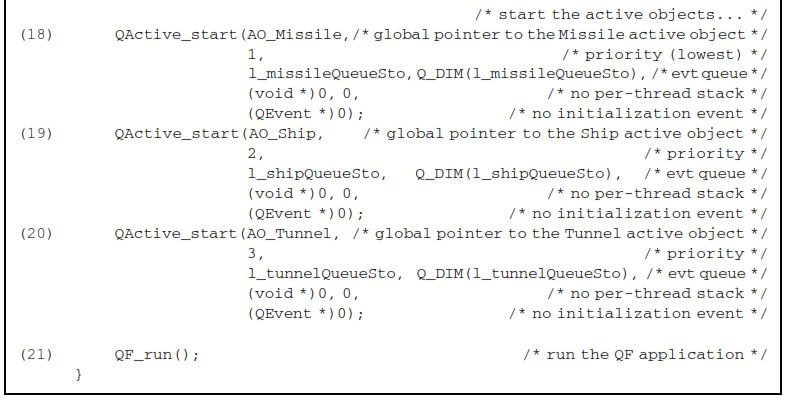 /* start the active objects... */
(18) QActive_start(AO_Missile,/* global pointer to the Missile active object */
1, /* priority (lowest) */
l_missileQueueSto, Q_DIM(l_missileQueueSto), /* evt queue */
(void *)0, 0, /* no per-thread stack */
(QEvent *)0); /* no initialization event */
(19) QActive_start(AO_Ship, /* global pointer to the Ship active object */
2, /* priority */
l_shipQueueSto, Q_DIM(l_shipQueueSto), /* evt queue */
(void *)0, 0, /* no per-thread stack */
(QEvent *)0); /* no initialization event */
(20) QActive_start(AO_Tunnel, /* global pointer to the Tunnel active object */
3, /* priority */
l_tunnelQueueSto, Q_DIM(l_tunnelQueueSto), /* evt queue */
(void *)0, 0, /* no per-thread stack */
(QEvent *)0); /* no initialization event */
(21) QF_run(); /* run the QF application */
}